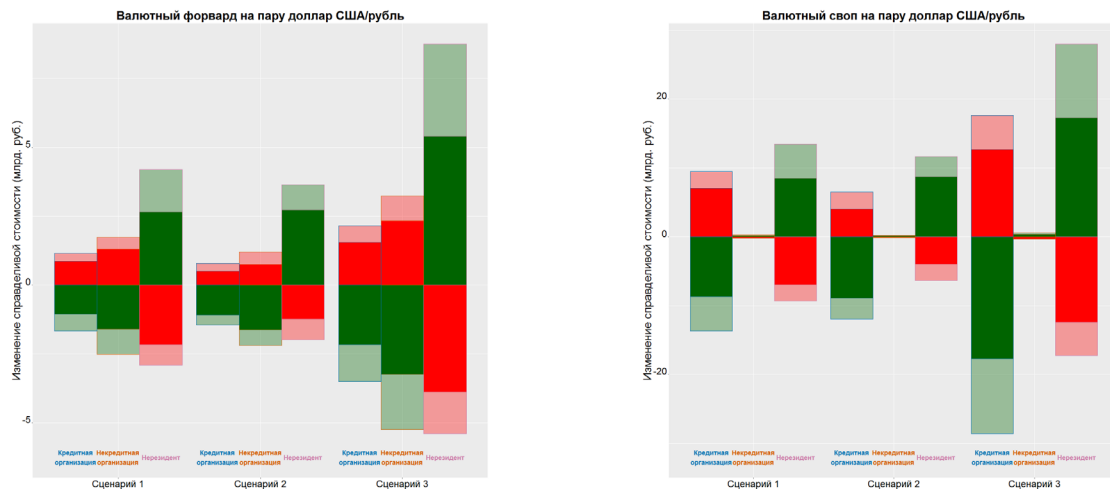 Валютный форвард на пару доллар США/рубль
Изменение справделивой стоимости (млрд. руб.)
5
0
-5
Кредитная организация
Некредитная организация
Нерезидент
Кредитная организация
Некредитная организация
Нерезидент
Кредитная организация
Некредитная организация
Нерезидент
Сценарий 1
Сценарий 2
Сценарий 3
Валютный своп на пару доллар США/рубль
Изменение справделивой стоимости (млрд. руб.)
20
0
-20
Кредитная организация
Некредитная организация
Нерезидент
Кредитная организация
Некредитная организация
Нерезидент
Кредитная организация
Некредитная организация
Нерезидент
Сценарий 1
Сценарий 2
Сценарий 3